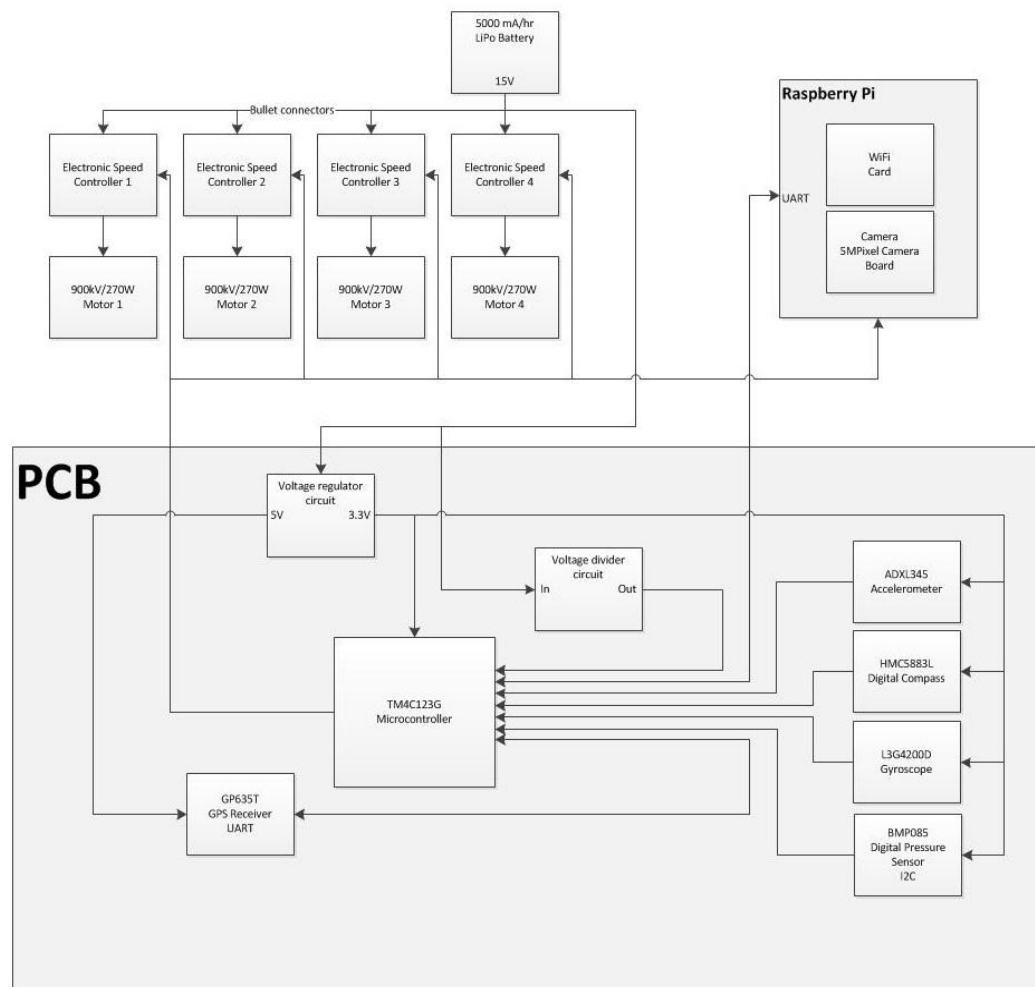 5000 mA/hr
LiPo Battery
15V
Bullet connectors
Electronic Speed
Controller 1
Electronic Speed
Controller 2
Electronic Speed
Controller 3
Electronic Speed
Controller 4
900kV/270W
Motor 1
900kV/270W
Motor 2
900kV/270W
Motor 3
900kV/270W
Motor 4
Raspberry Pi
WiFi
Card
UART
Camera
5MPixel Camera
Board
PCB
Voltage regulator
circuit
5V
3.3V
Voltage divider
circuit
In
Out
ADXL345
Accelerometer
HMC5883L
Digital Compass
TM4C123G
Microcontroller
L3G4200D
Gyroscope
GP635T
GPS Receiver
UART
BMP085
Digital Pressure
Sensor
I2C